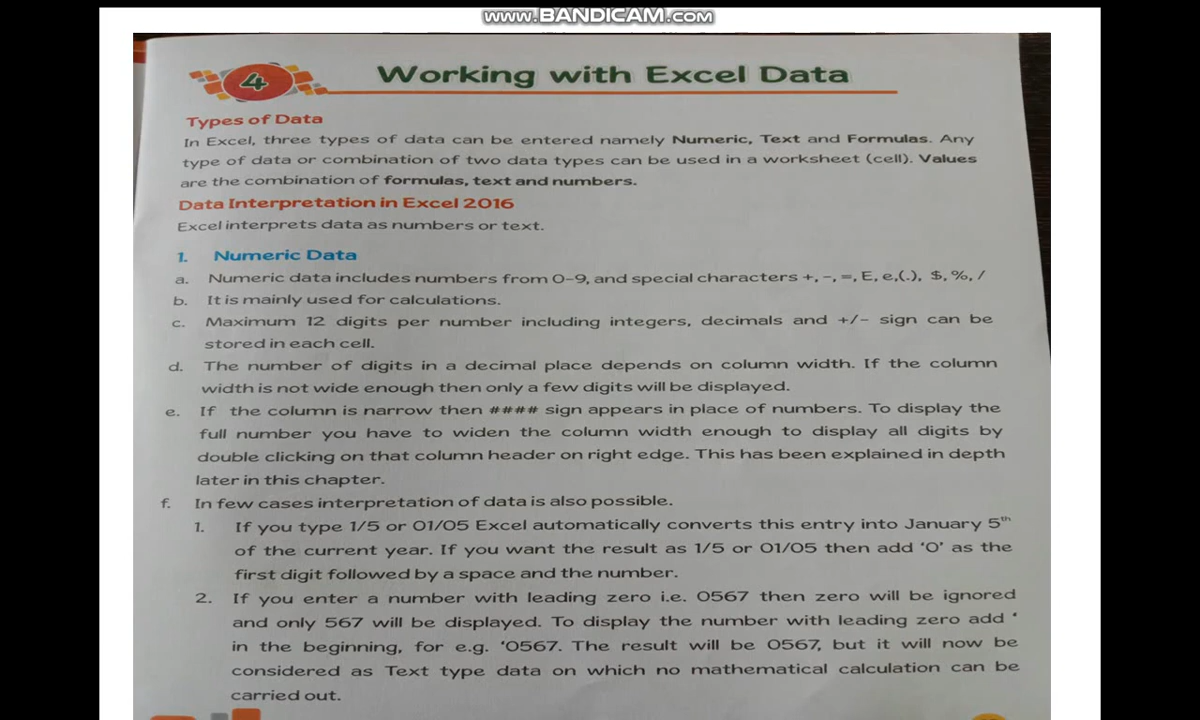 www.BANDICAM.com
4
Working with Excel Data
Types of Data
In Excel, three types of data can be entered namely Numeric, Text and Formulas. Any
type of data or combination of two data types can be used in a worksheet (cell). Values
are the combination of formulas, text and numbers.
Data Interpretation in Excel 2016
Excel interprets data as numbers or text.
1. Numeric Data
a. Numeric data includes numbers from 0-9, and special characters +, -, =, E, e,(.), $, %, /
b. It is mainly used for calculations.
c. Maximum 12 digits per number including integers, decimals and +/- sign can be
stored in each cell.
d. The number of digits in a decimal place depends on column width. If the column
width is not wide enough then only a few digits will be displayed.
e. If the column is narrow then #### sign appears in place of numbers. To display the
full number you have to widen the column width enough to display all digits by
double clicking on that column header on right edge. This has been explained in depth
later in this chapter.
f. In few cases interpretation of data is also possible.
1. If you type 1/5 or 01/05 Excel automatically converts this entry into January 5th
of the current year. If you want the result as 1/5 or 01/05 then add '0' as the
first digit followed by a space and the number.
2. If you enter a number with leading zero i.e. 0567 then zero will be ignored
and only 567 will be displayed. To display the number with leading zero add '
in the beginning, for e.g. '0567. The result will be 0567, but it will now be
considered as Text type data on which no mathematical calculation can be
carried out.